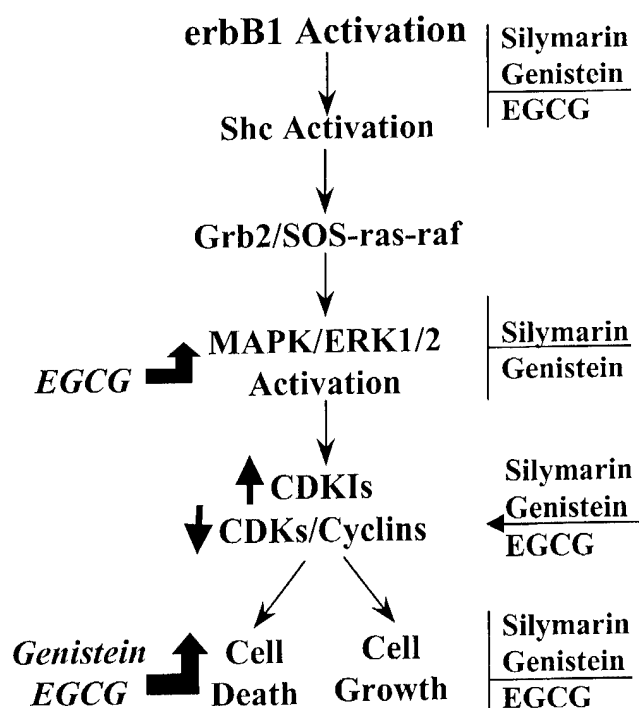 erbB1 Activation
Silymarin
Genistein
EGCG
Shc Activation
Grb2/SOS-ras-raf
MAPK/ERK1/2
Activation
EGCG
Silymarin
Genistein
CDKIs
CDKs/Cyclins
Silymarin
Genistein
EGCG
Genistein
EGCG
Cell
Death
Cell
Growth
Silymarin
Genistein
EGCG